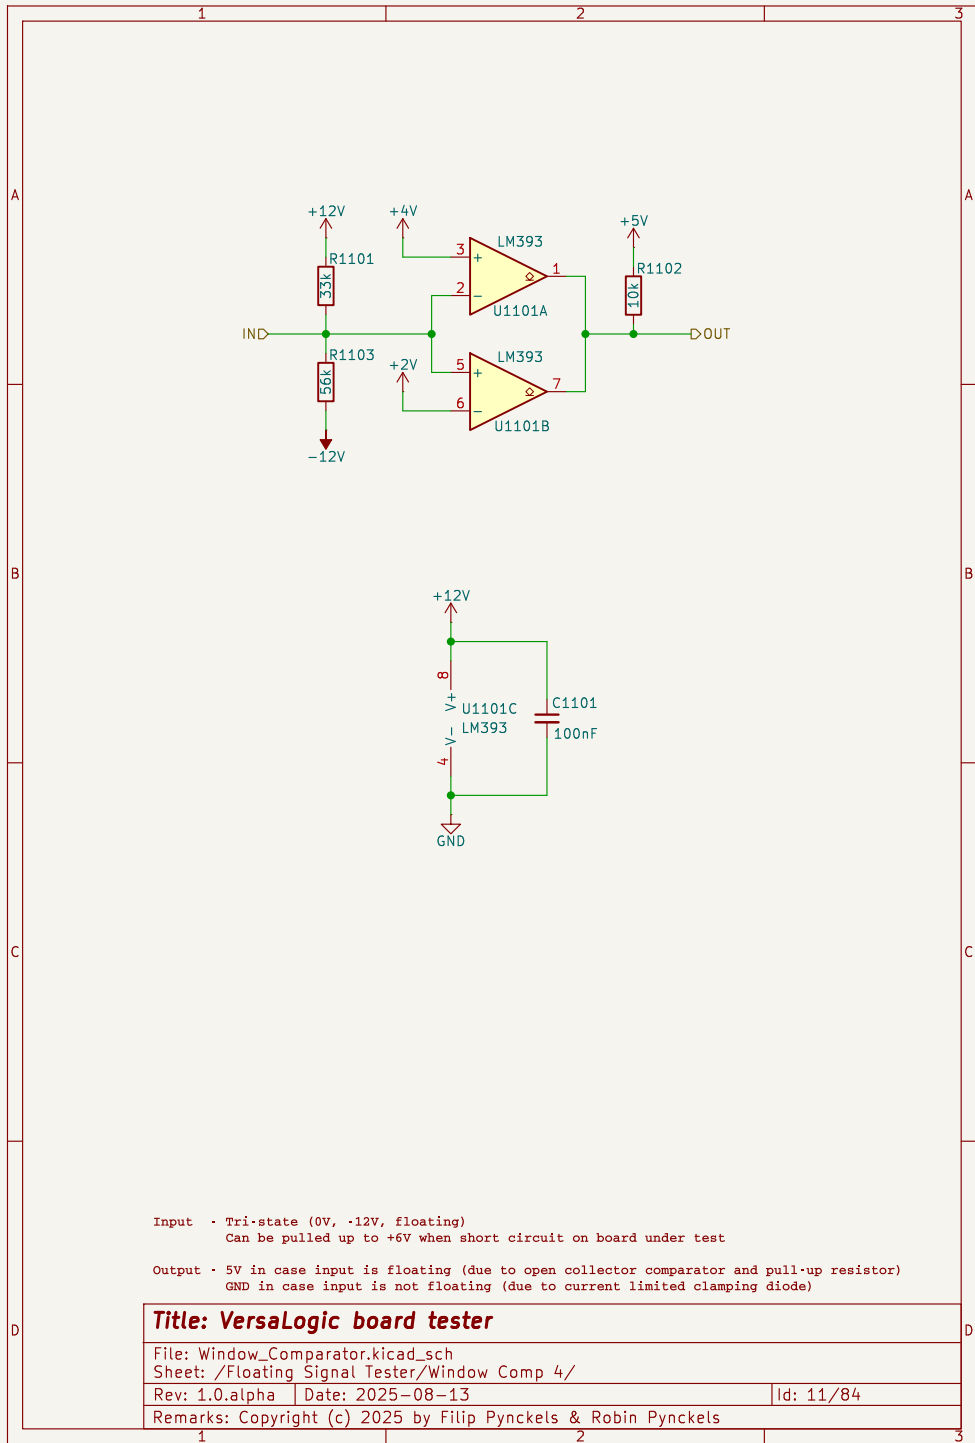 1 2 3
A A
+12V +4V
+5V
R1101 LM393
33k 3 + 1
2 -
R1102
10k
U1101A
IN OUT
R1103 LM393
56k +2V 5 + 7
6 -
U1101B
-12V
B B
+12V
8
V+
U1101C C1101
LM393 100nF
V-
4
GND
C C
Input - Tri-state (0V, -12V, floating)
Can be pulled up to +6V when short circuit on board under test
Output - 5V in case input is floating (due to open collector comparator and pull-up resistor)
GND in case input is not floating (due to current limited clamping diode)
D D
Title: VersaLogic board tester
File: Window_Comparator.kicad_sch
Sheet: /Floating Signal Tester/Window Comp 4/
Rev: 1.0.alpha Date: 2025-08-13 Id: 11/84
Remarks: Copyright (c) 2025 by Filip Pynckels & Robin Pynckels
1 2 3